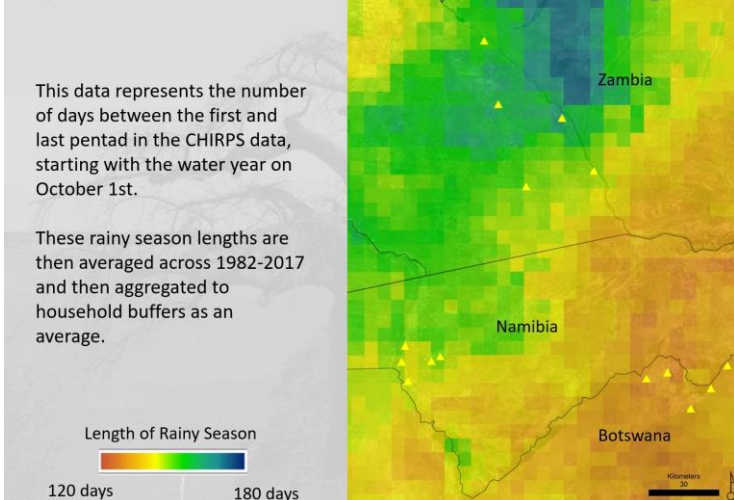 This data represents the number
of days between the first and
last pentad in the CHIRPS data,
starting with the water year on
October 1st.
These rainy season lengths are
then averaged across 1982-2017
and then aggregated to
household buffers as an
average.
Length of Rainy Season
120 days
180 days
Zambia
Namibia
Botswana
Kilometers
30